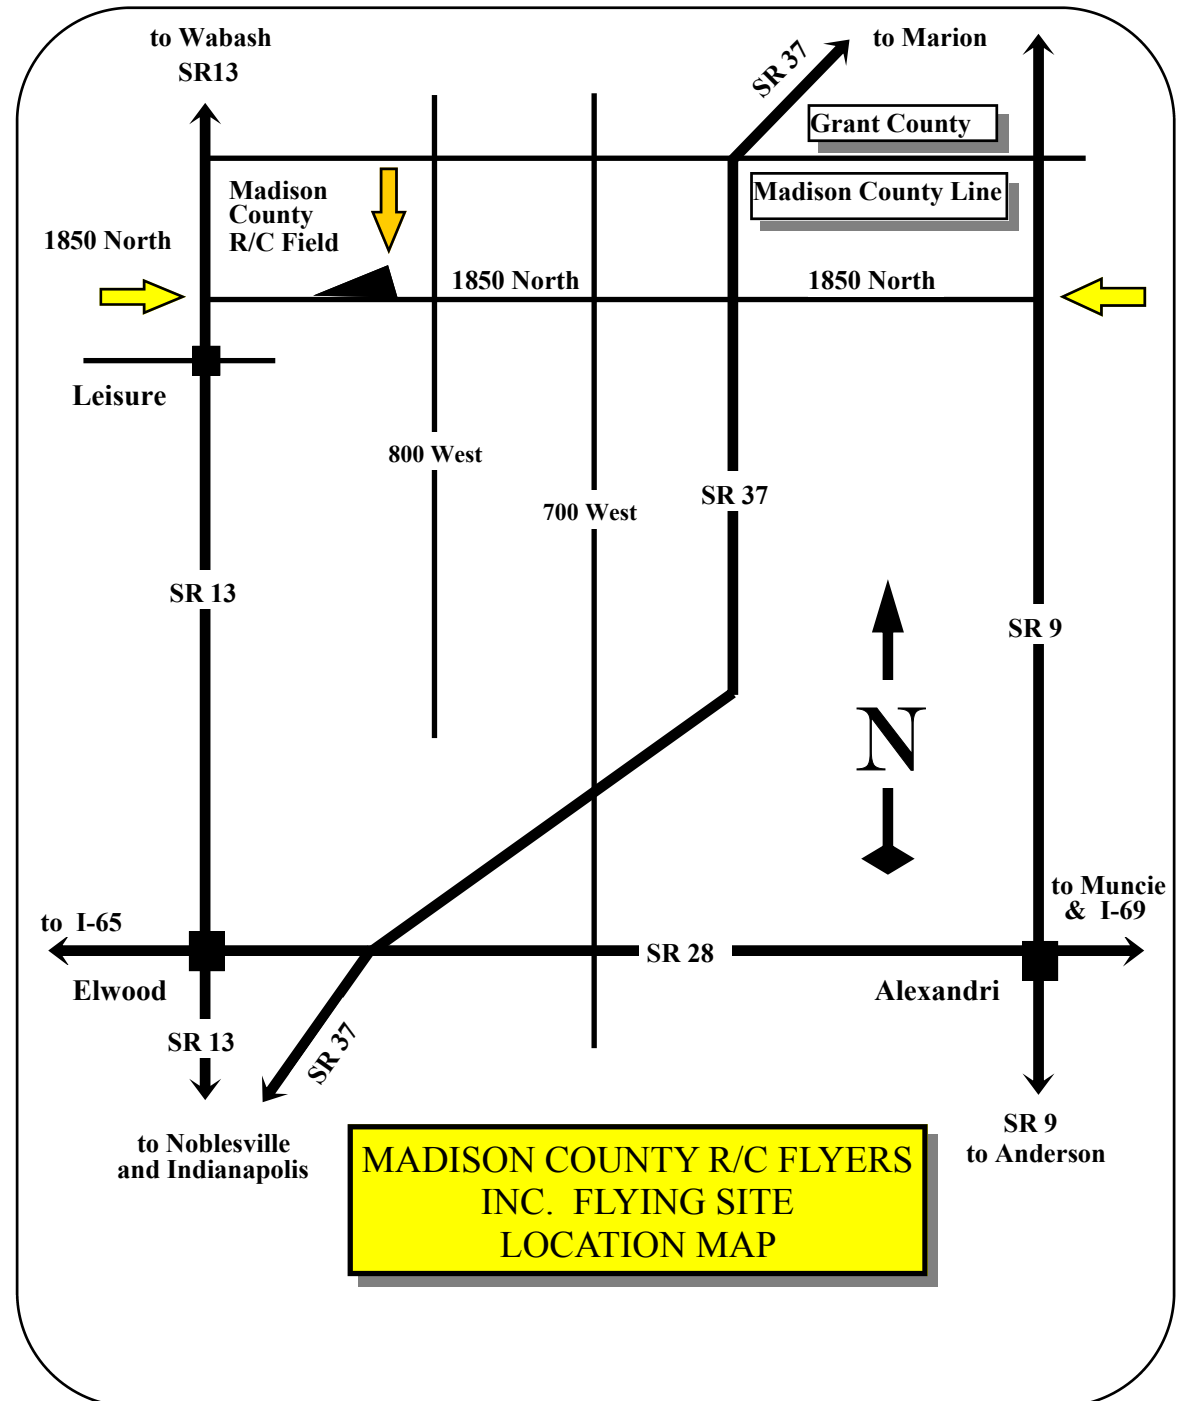 to Wabash
SR13
SR 37
to Marion
Grant County
Madison County Line
Madison
County
R/C Field
1850 North
1850 North
1850 North
Leisure
800 West
SR 37
700 West
SR 13
SR 9
N
to Muncie
& I-69
to I-65
SR 28
Elwood
Alexandri
SR 13
SR 37
to Noblesville
and Indianapolis
SR 9
to Anderson
MADISON COUNTY R/C FLYERS
INC. FLYING SITE
LOCATION MAP